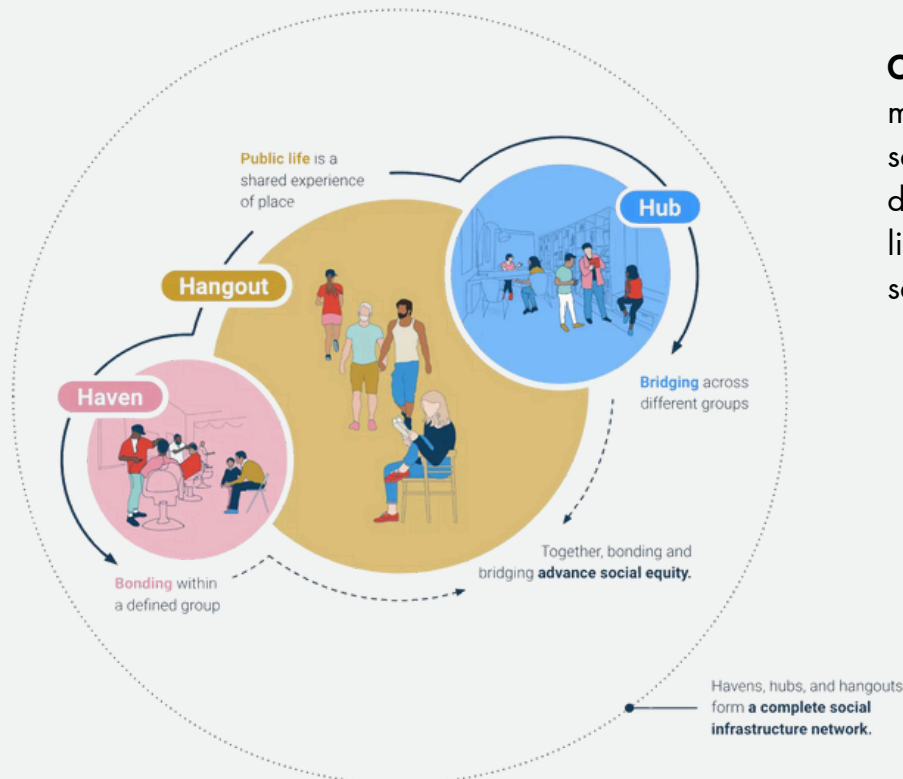 Public life is a
shared experience
of place
Hub
Hangout
Haven
Bridging across
different groups
Together, bonding and
bridging advance social equity.
Bonding within
a defined group
Havens, hubs, and hangouts
form a complete social
infrastructure network.